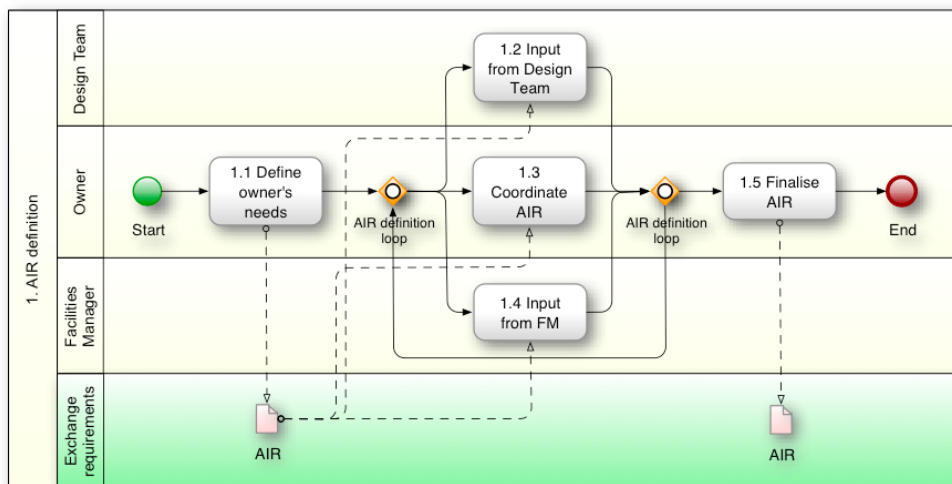 1. AIR definition
Design Team
1.2 Input
from Design
Team
Owner
Start
1.1 Define
owner's
needs
AIR definition
loop
1.3
Coordinate
AIR
AIR definition
loop
1.5 Finalise
AIR
End
Facilities
Manager
1.4 Input
from FM
Exchange
requirements
AIR
AIR